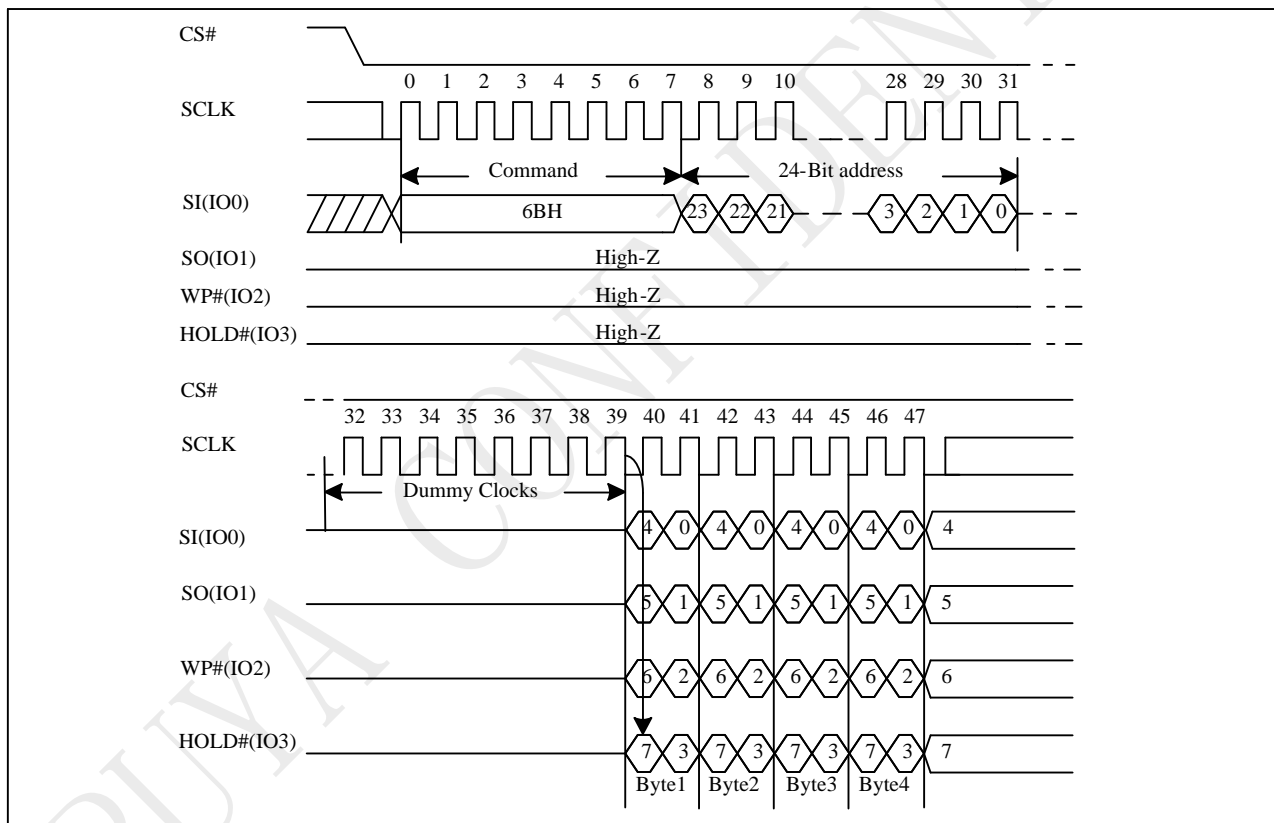 CS#
0 1 2 3 4 5 6 7 8 9 10 28 29 30 31
SCLK
Command 24-Bit address
SI(IO0) 6BH 23 22 21 3 2 1 0
SO(IO1) High-Z
WP#(IO2) High-Z
HOLD#(IO3) High-Z
CS#
32 33 34 35 36 37 38 39 40 41 42 43 44 45 46 47
SCLK
Dummy Clocks
SI(IO0) 4 0 4 0 4 0 4 0 4
SO(IO1) 5 1 5 1 5 1 5 1 5
WP#(IO2) 6 2 6 2 6 2 6 2 6
HOLD#(IO3) 7 3 7 3 7 3 7 3 7
Byte1 Byte2 Byte3 Byte4
PUYA CONFIDENT